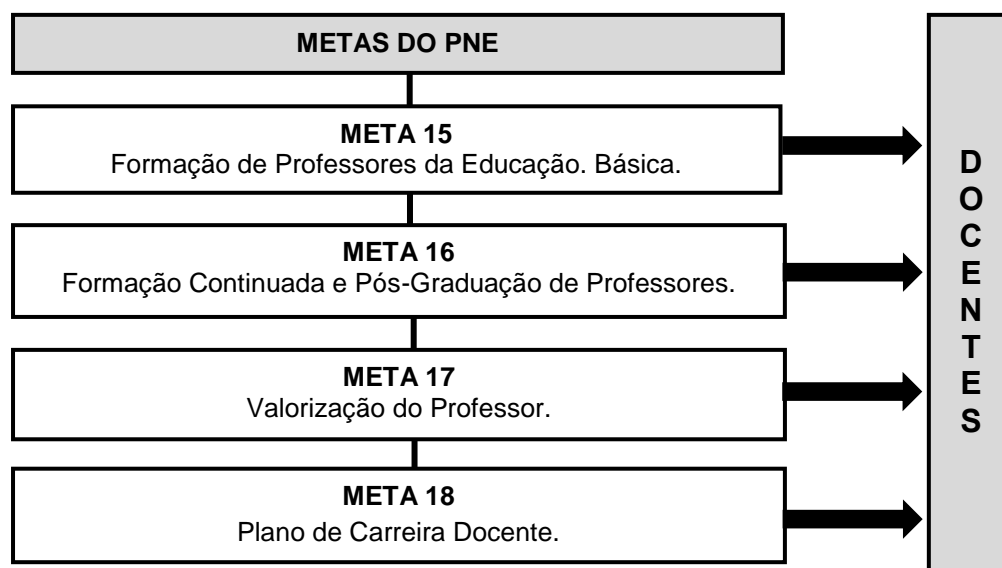 METAS DO PNE
META 15
Formação de Professores da Educação. Básica.
META 16
Formação Continuada e Pós-Graduação de Professores.
META 17
Valorização do Professor.
META 18
Plano de Carreira Docente.
DOCENTES